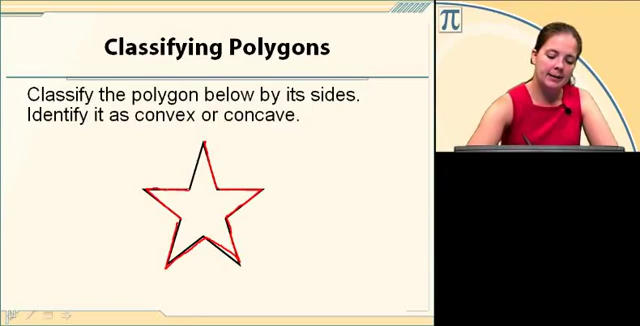 Classifying Polygons
π
Classify the polygon below by its sides.
Identify it as convex or concave.